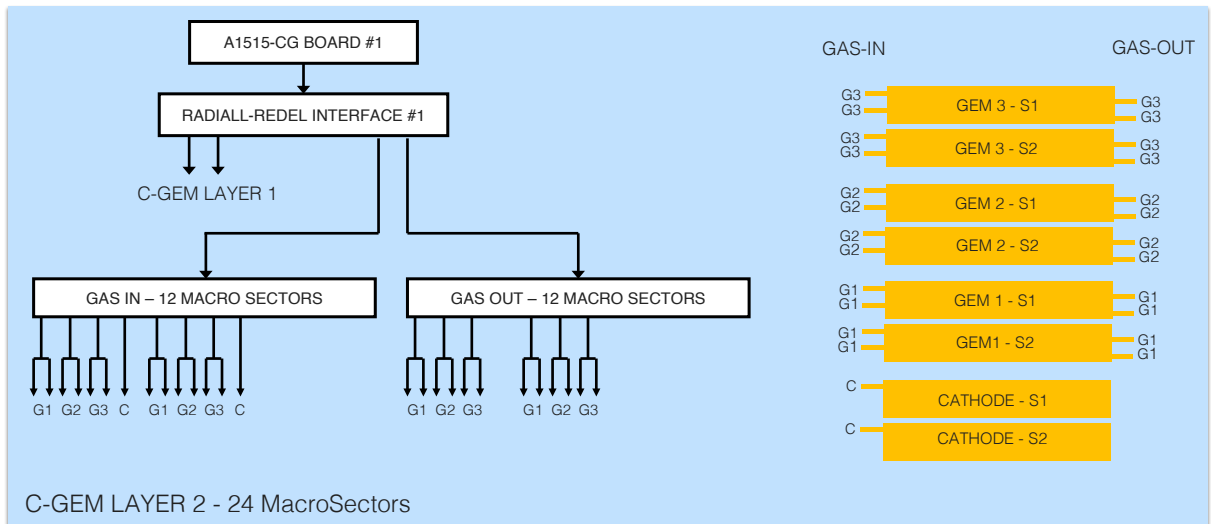 A1515-CG BOARD #1
RADIALL-REDEL INTERFACE #1
C-GEM LAYER 1
GAS IN – 12 MACRO SECTORS
GAS OUT – 12 MACRO SECTORS
G1 G2 G3 C G1 G2 G3 C
G1 G2 G3 G1 G2 G3
C-GEM LAYER 2 - 24 MacroSectors
GAS-IN
GAS-OUT
G3 GEM 3 - S1 G3
G3 G3
G3 GEM 3 - S2 G3
G3 G3
G2 GEM 2 - S1 G2
G2 G2
G2 GEM 2 - S2 G2
G2 G2
G1 GEM 1 - S1 G1
G1 G1
G1 GEM1 - S2 G1
G1 G1
C CATHODE - S1
C CATHODE - S2